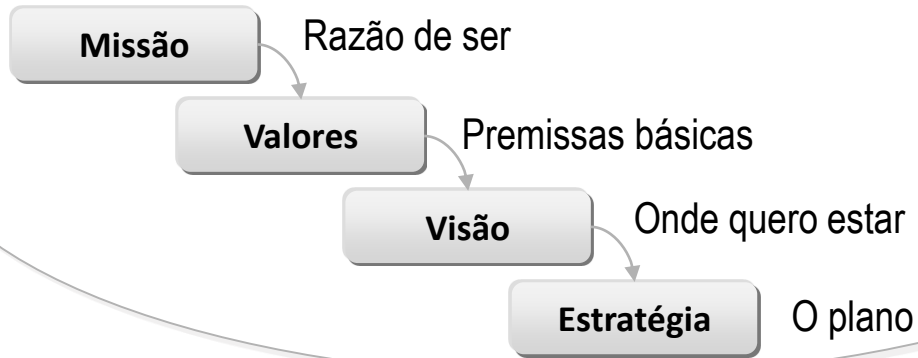 Missão
Razão de ser
Valores
Premissas básicas
Visão
Onde quero estar
Estratégia
O plano